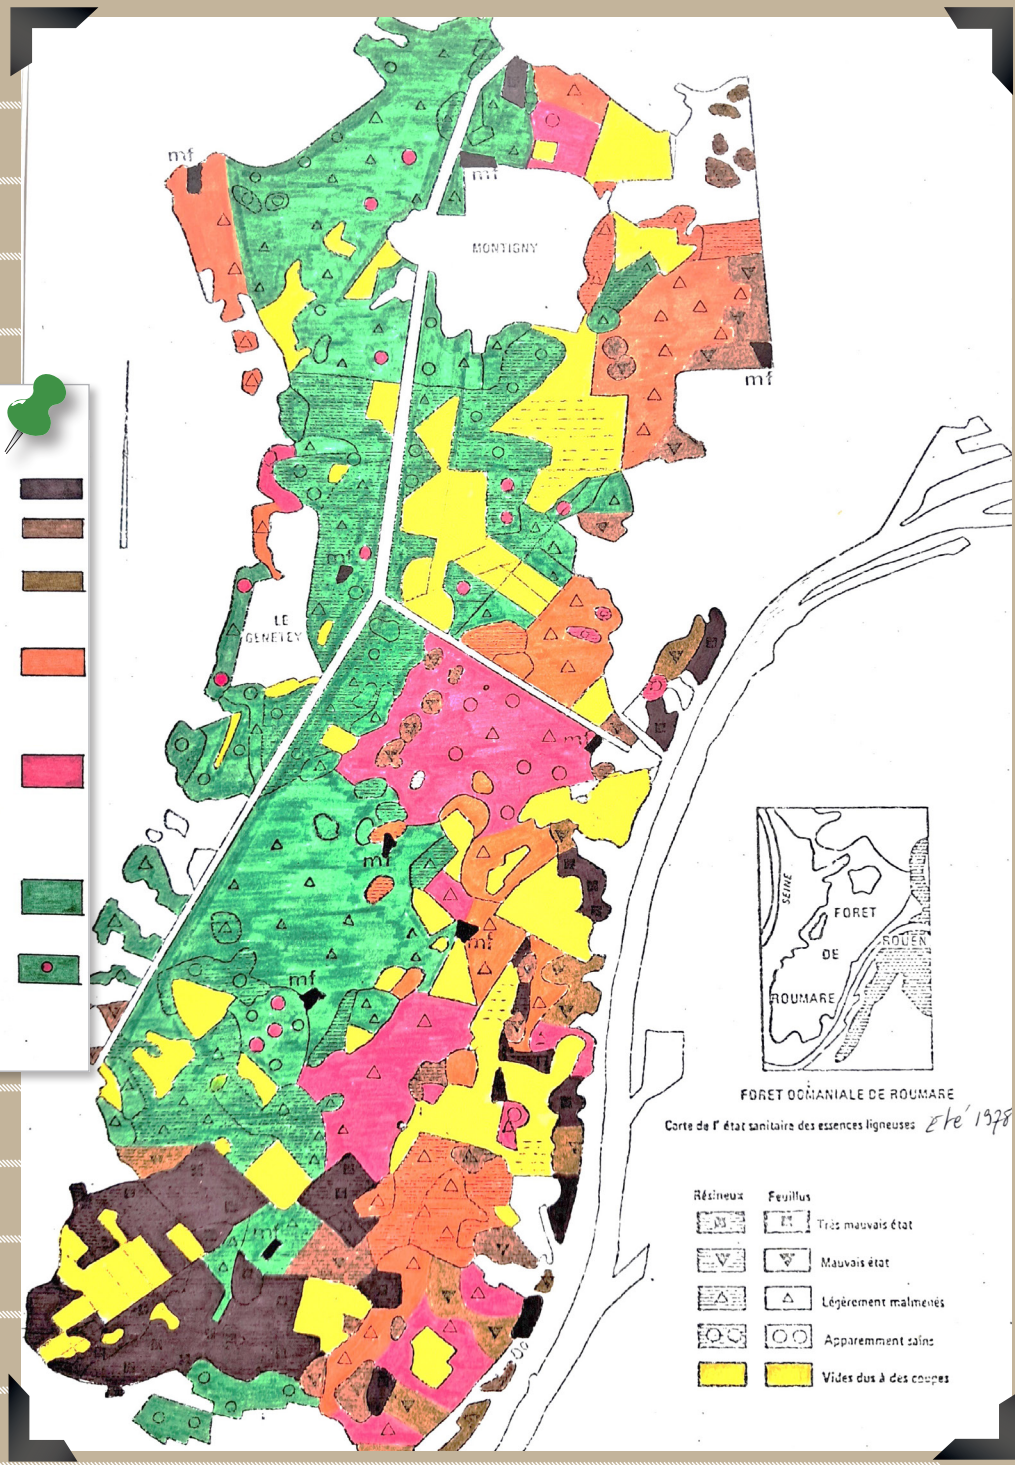 mf
mf
MONTIGNY
mf
mf
LE
GENETEY
mf
mf
mf
mf
SEINE
FORET
DE
ROUEN
ROUMARE
FORET DOMANIALE DE ROUMARE
Carte de l' état sanitaire des essences ligneuses Eté 1978
Résineux Feuillus
Très mauvais état
Mauvais état
Légèrement malmenés
Apparemment sains
Vides dus à des coupes